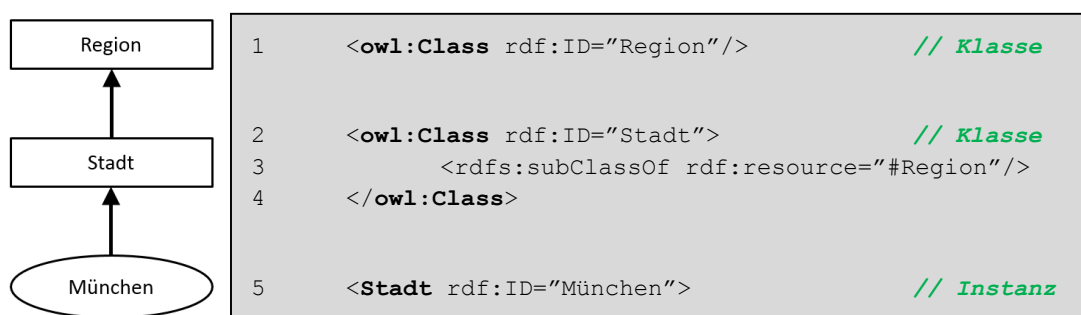 Region
Stadt
München
1 <owl:Class rdf:ID=”Region”/> // Klasse
2 <owl:Class rdf:ID=”Stadt”> // Klasse
3 <rdfs:subClassOf rdf:resource=”#Region”/>
4 </owl:Class>
5 <Stadt rdf:ID=”München”> // Instanz